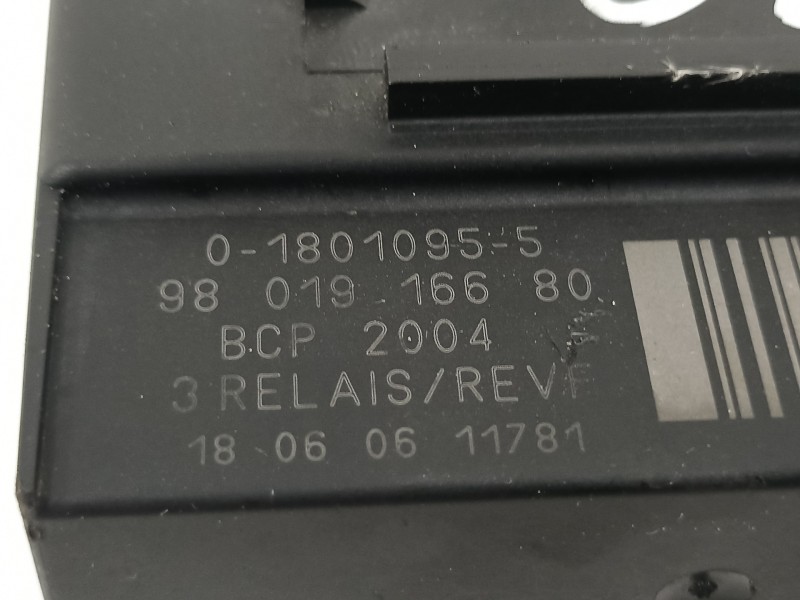 0-1801095-5
98 019 166 80
BCP 2004
3 RELAIS/REVF
18 06 06 11781